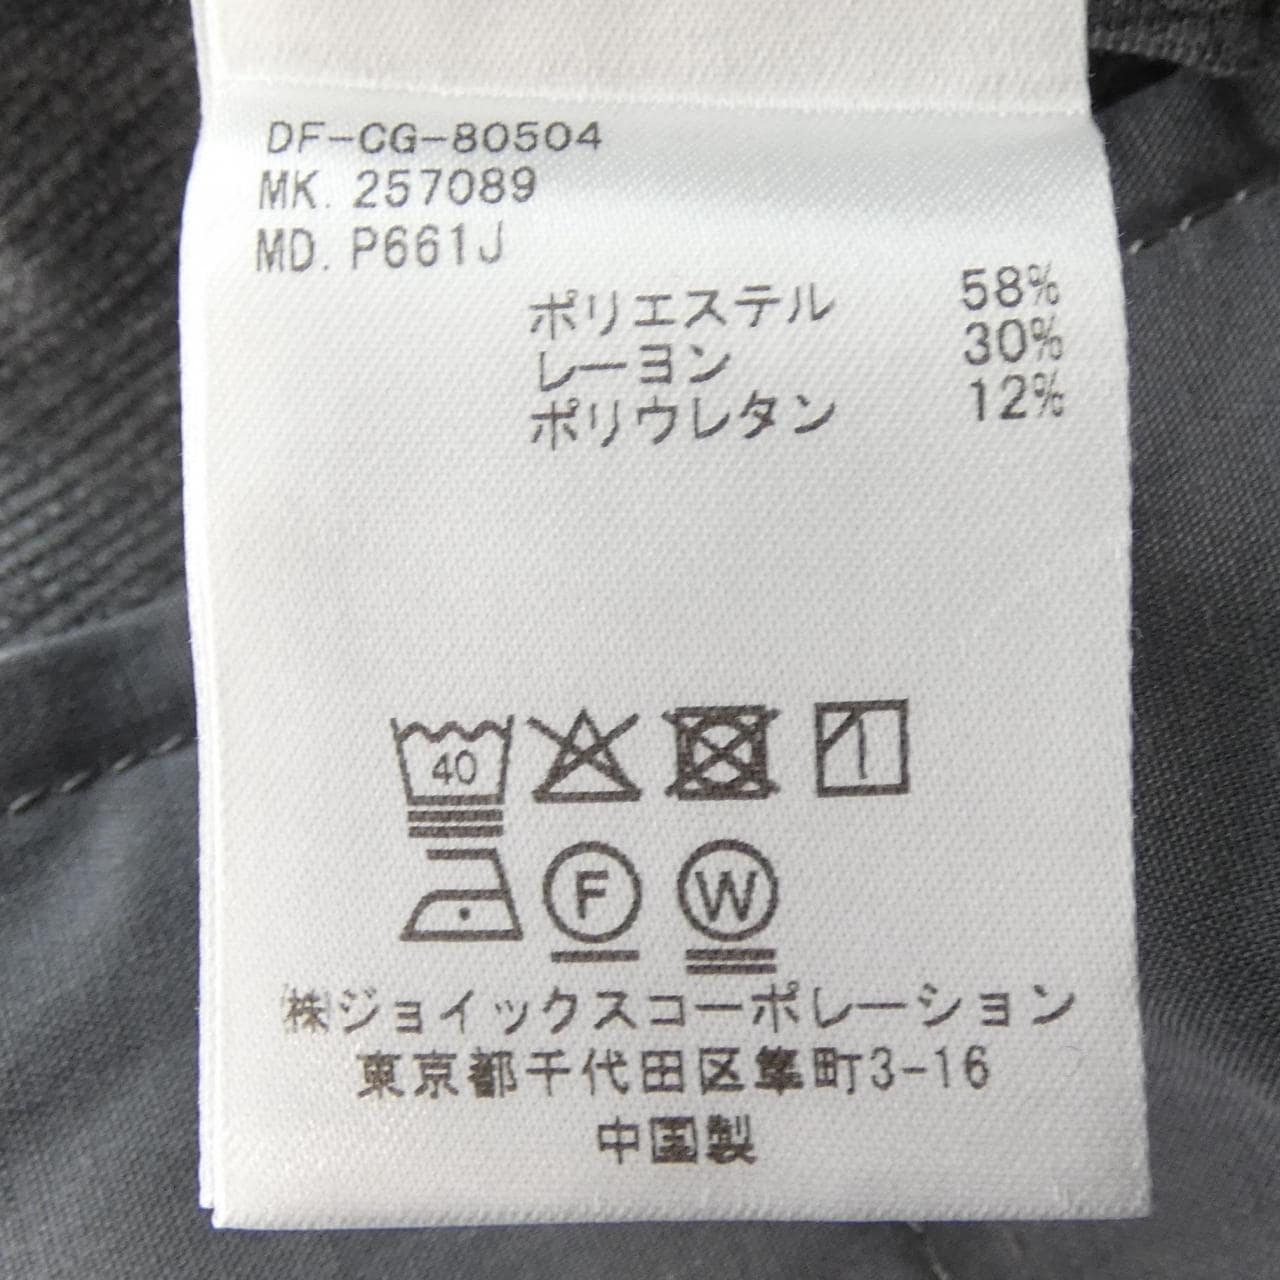 DF-CG-80504
MK. 257089
MD. P661J
ポリエステル 58%
レーヨン 30%
ポリウレタン 12%
40
F W
㈱ジョイックスコーポレーション
東京都千代田区隼町3-16
中国製